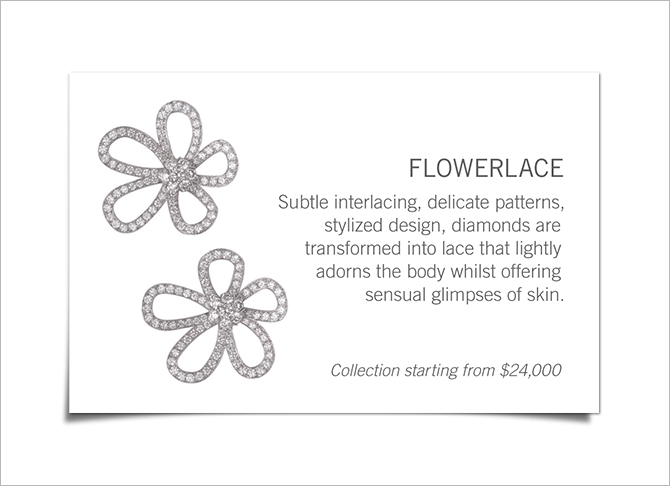 FLOWERLACE
Subtle interlacing, delicate patterns,
stylized design, diamonds are
transformed into lace that lightly
adorns the body whilst offering
sensual glimpses of skin.
Collection starting from $24,000